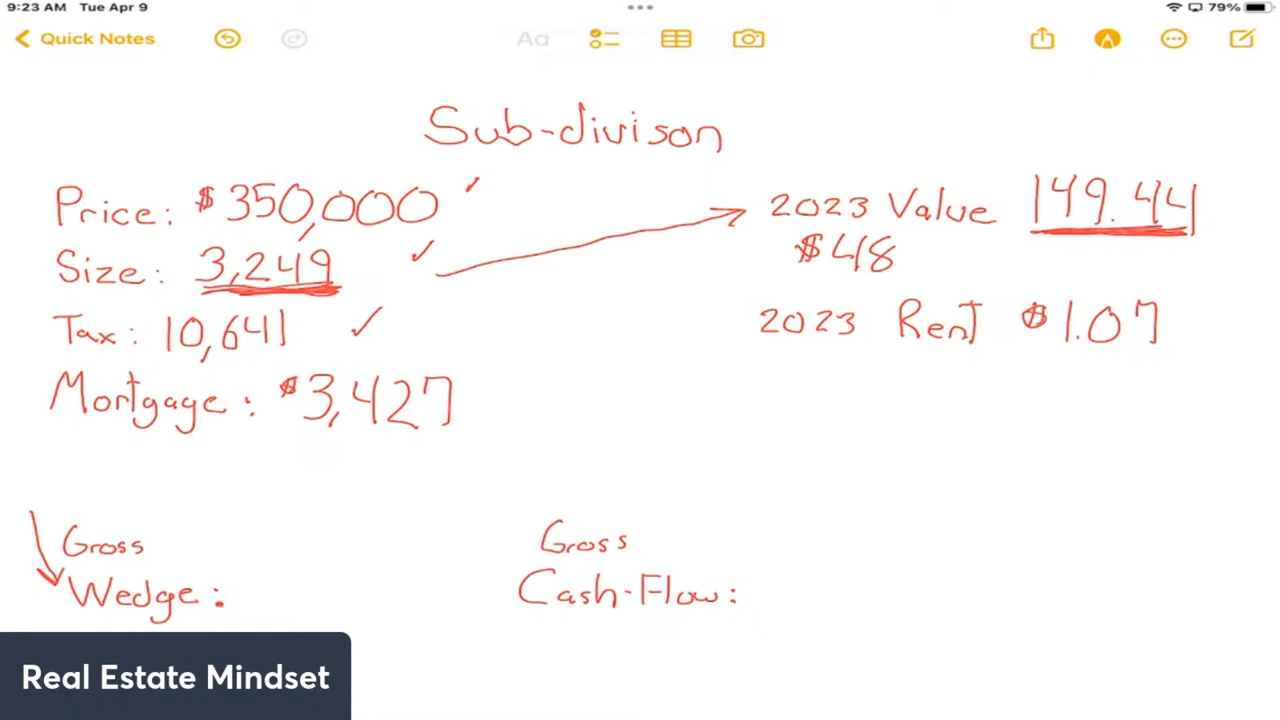 9:23 AM Tue Apr 9
79%
Quick Notes
Aa
Sub-divison
Price: $350,000
Size: 3,249
Tax: 10,641
Mortgage: $3,427
2023 Value 149.44
$48
2023 Rent $1.07
Gross
Wedge:
Gross
Cash-Flow:
Real Estate Mindset